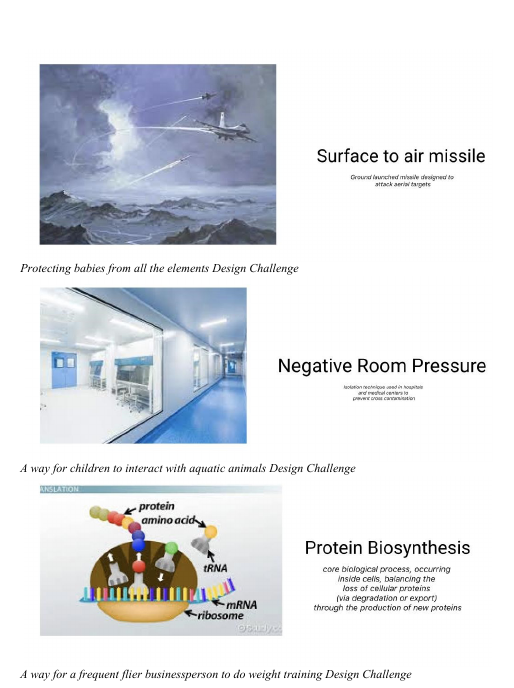 Surface to air missile
Ground launched missile designed to
attack aerial targets
Protecting babies from all the elements Design Challenge
Negative Room Pressure
Isolation technique used in hospitals
and medical centers to
prevent cross contamination
A way for children to interact with aquatic animals Design Challenge
ANSLATION
protein
amino acid
tRNA
mRNA
ribosome
Study.co
Protein Biosynthesis
core biological process, occurring
inside cells, balancing the
loss of cellular proteins
(via degradation or export)
through the production of new proteins
A way for a frequent flier businessperson to do weight training Design Challenge